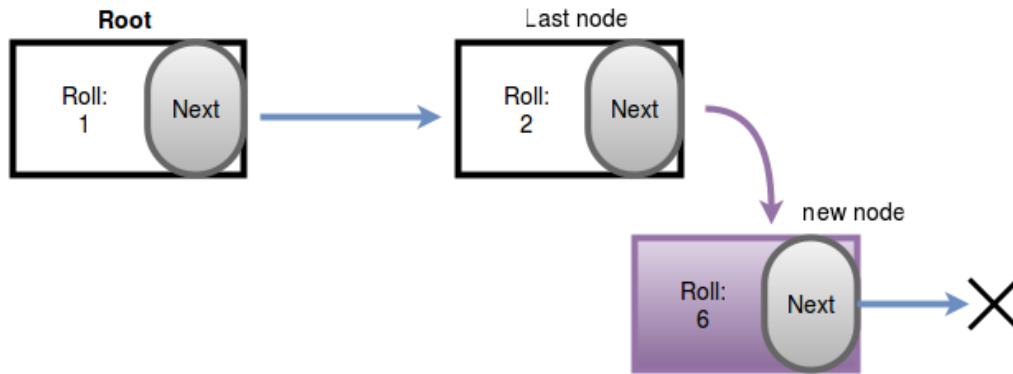 Root
Last node
Roll:
1
Next
Roll:
2
Next
new node
Roll:
6
Next